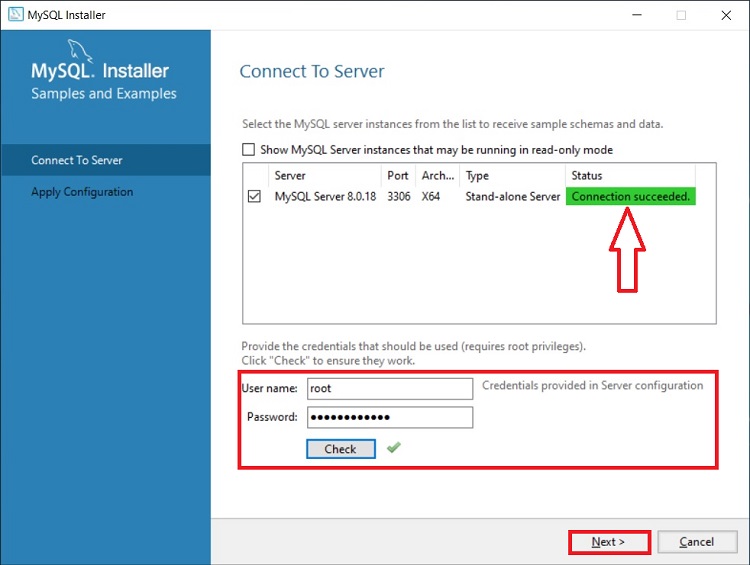 MySQL Installer
MySQL. Installer
Samples and Examples
Connect To Server
Apply Configuration
Connect To Server
Select the MySQL server instances from the list to receive sample schemas and data.
Show MySQL Server instances that may be running in read-only mode
Server Port Arch... Type Status
MySQL Server 8.0.18 3306 X64 Stand-alone Server Connection succeeded.
Provide the credentials that should be used (requires root privileges).
Click "Check" to ensure they work.
User name: root Credentials provided in Server configuration
Password: ●●●●●●●●●●●●
Check
Next > Cancel